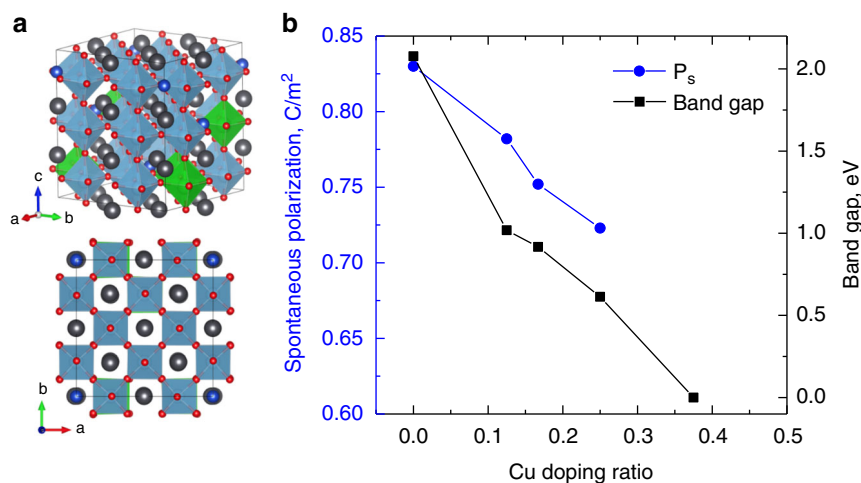 a
c
a
b
b
a
b
0.85
0.80
0.75
0.70
0.65
0.60
Spontaneous polarization, C/m²
Pₛ
Band gap
2.0
1.5
1.0
0.5
0.0
Band gap, eV
0.0 0.1 0.2 0.3 0.4 0.5
Cu doping ratio